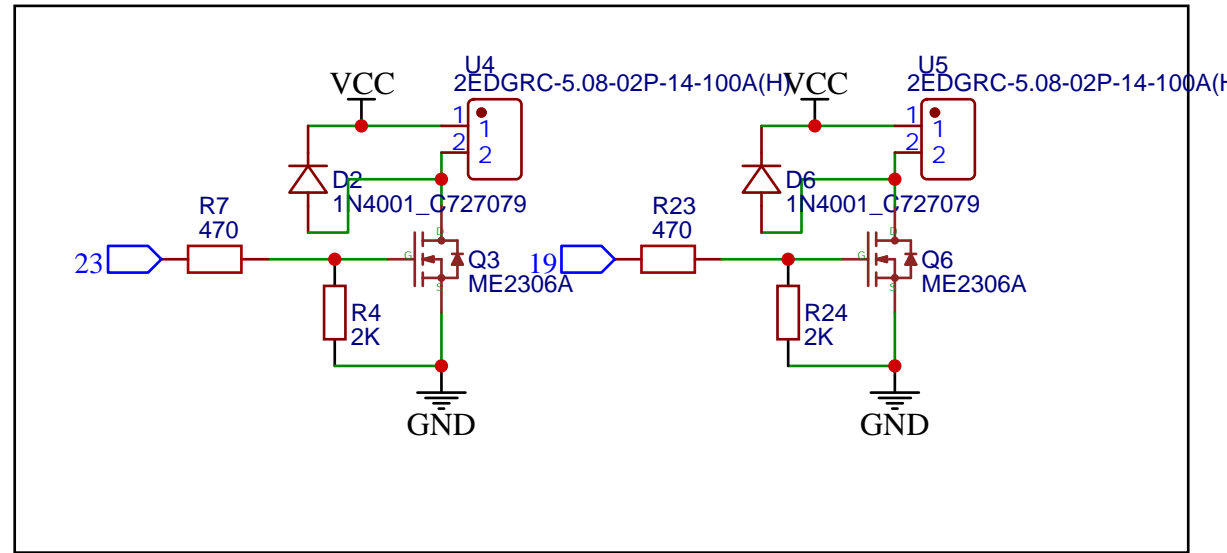 U4
2EDGRC-5.08-02P-14-100A(H)
VCC
1
1
2
2
D2
1N4001_C727079
R7
470
23
D
G
S
Q3
ME2306A
R4
2K
GND
U5
2EDGRC-5.08-02P-14-100A(H
VCC
1
1
2
2
D6
1N4001_C727079
R23
470
19
D
G
S
Q6
ME2306A
R24
2K
GND